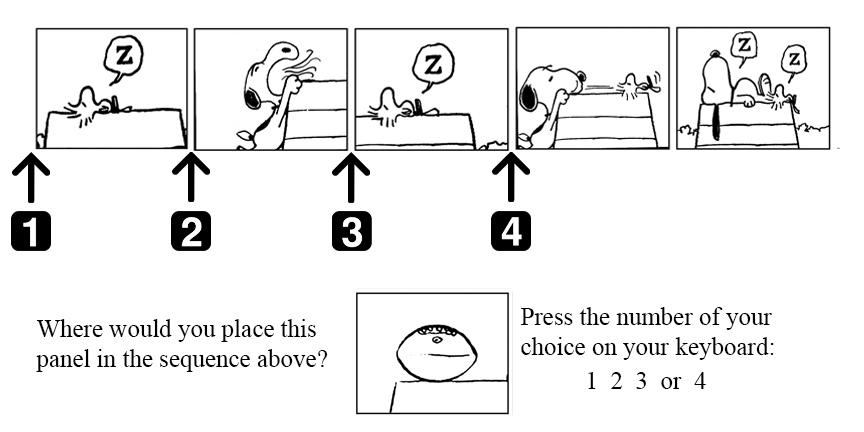 Z
Z
Z
Z
1 2 3 4
Where would you place this
panel in the sequence above?
Press the number of your
choice on your keyboard:
1 2 3 or 4